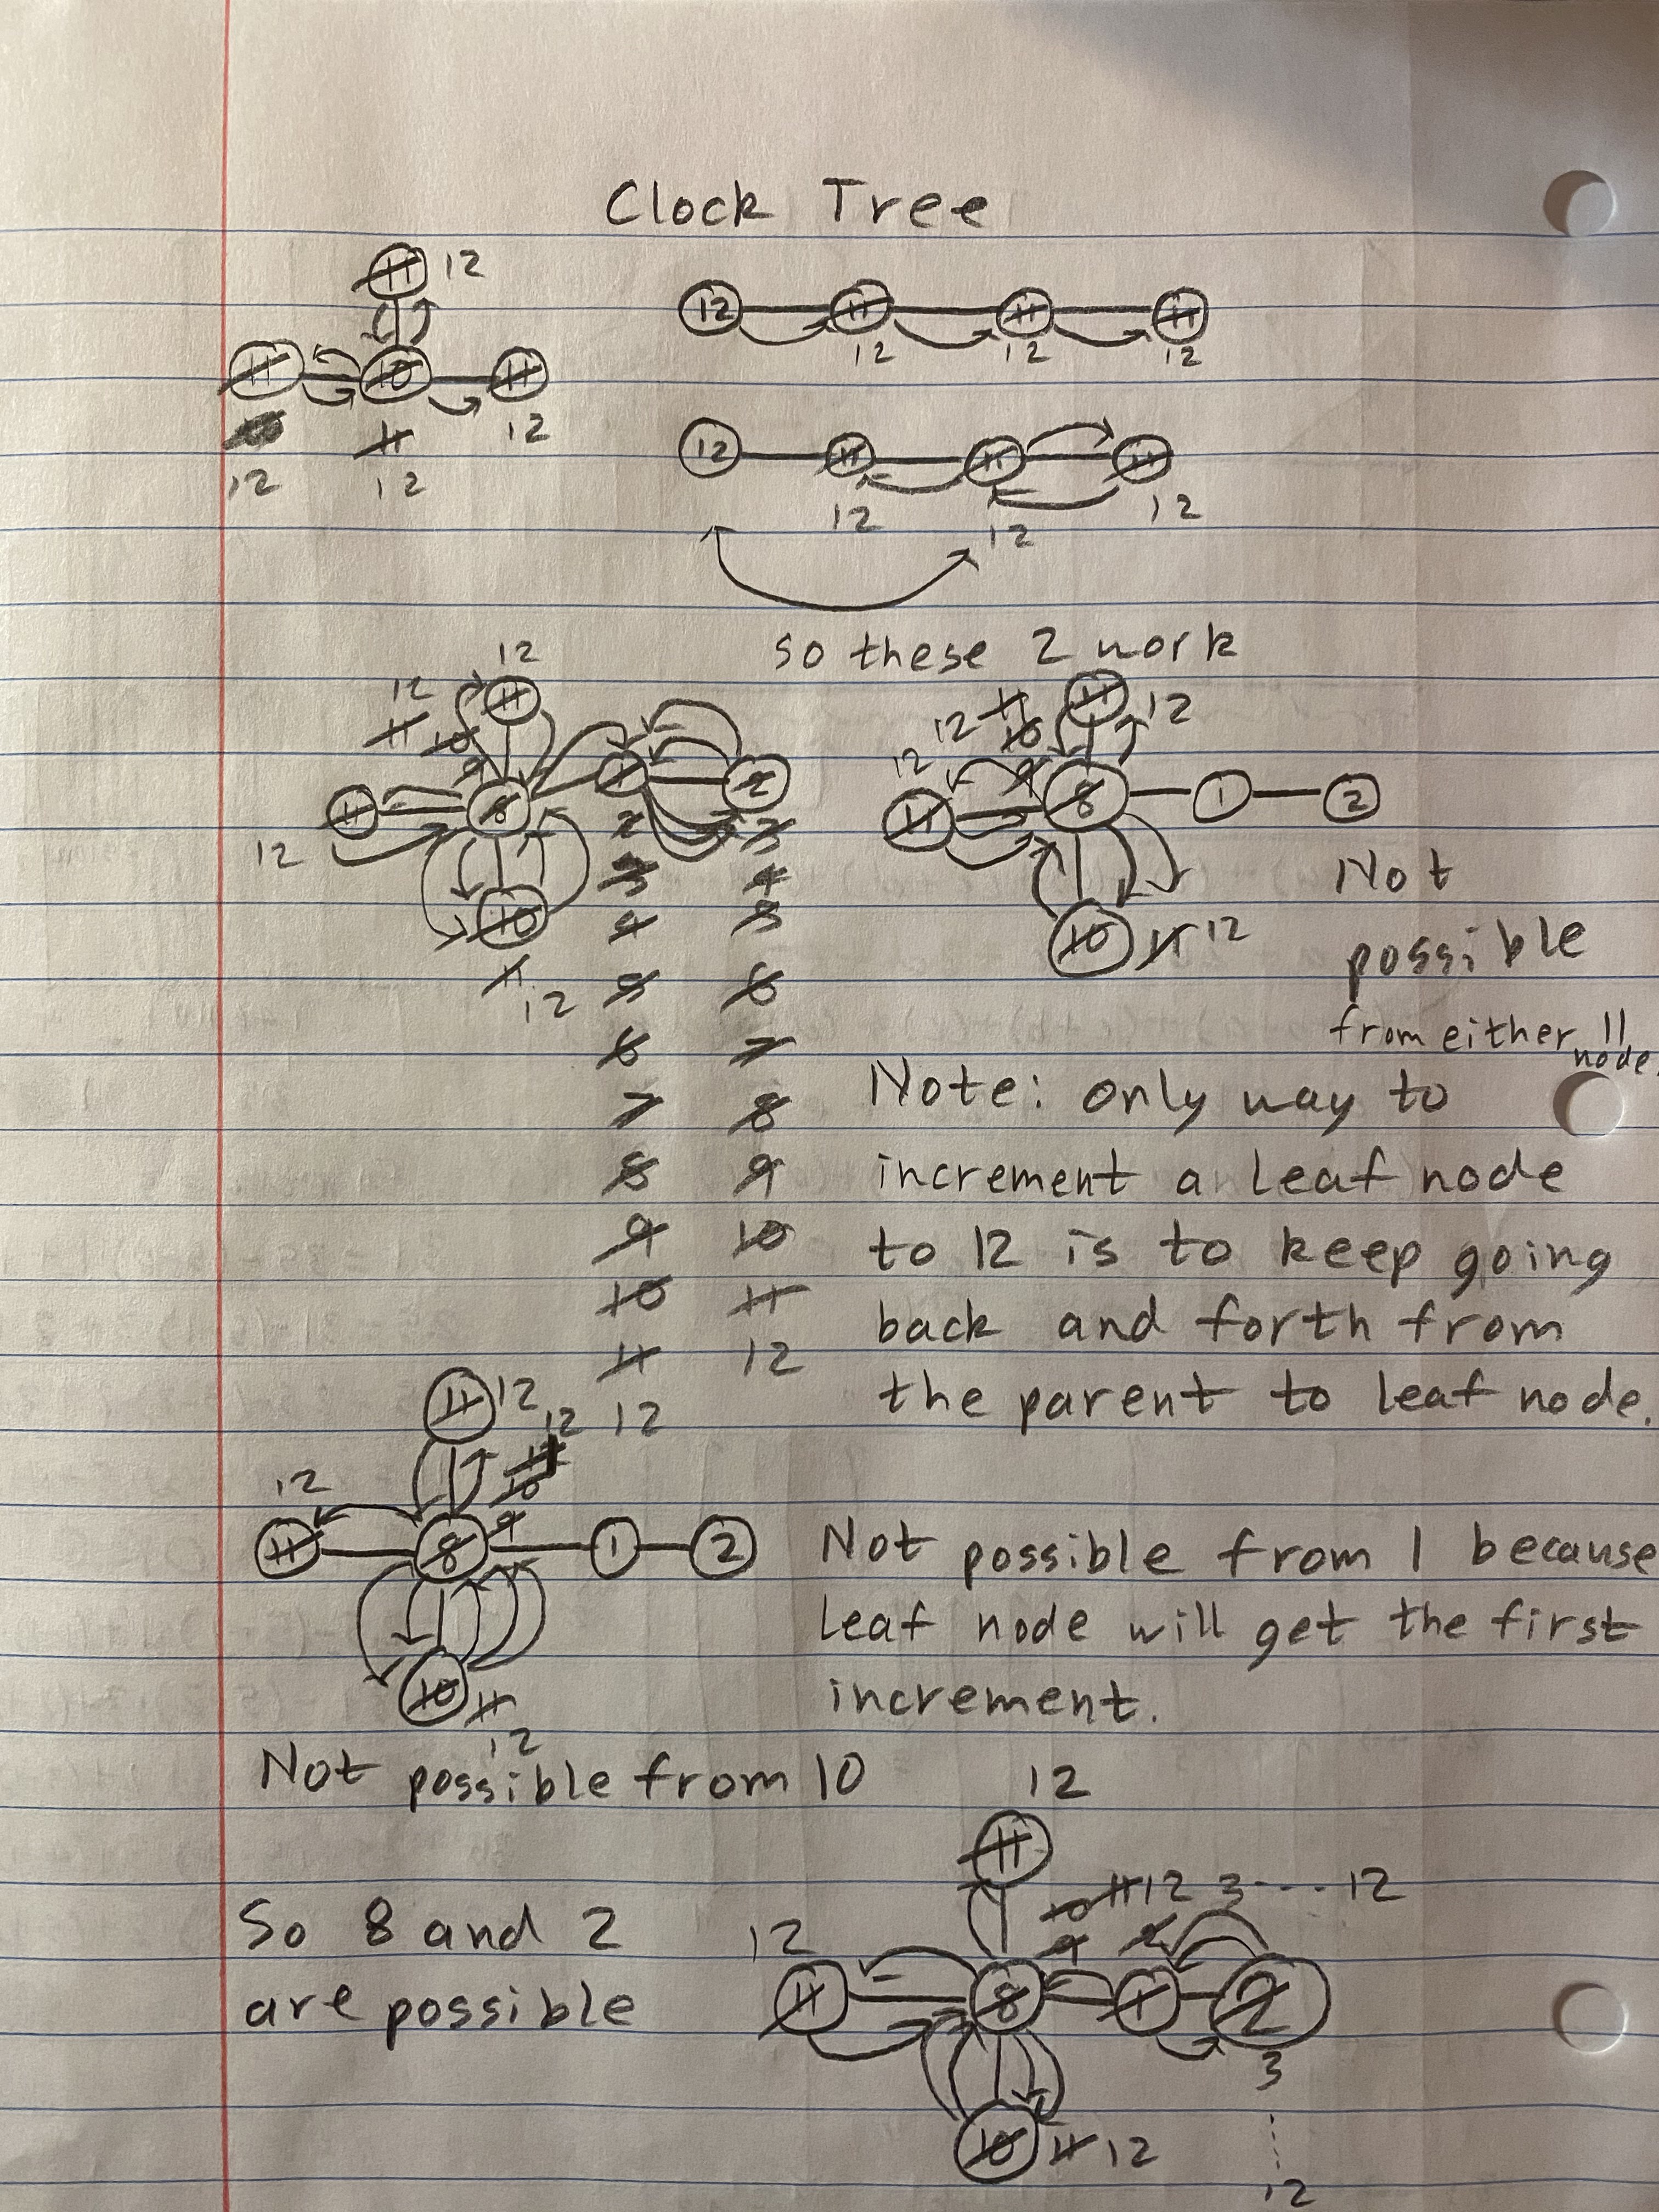 Clock Tree
11 12
12 11 11 11
12 12 12
11 10 11
11 12
12 12
12 11 11 11
12 12 12
so these 2 work
12
12 11 12
11 10
9
11 8 1 2
12
10
11
12
2 3
3 4
4 5
5 6
6 7
7 8
8 9
9 10
10 11
11 12
12
12 11 11 12
10
12 9
11 8 1 2
10 11 12
Not
possible
from either 11
node.
Note: only way to
increment a leaf node
to 12 is to keep going
back and forth from
the parent to leaf node.
11 12
12
11
10
12 9
11 8 1 2
10 11
12
Not possible from 1 because
leaf node will get the first
increment.
Not possible from 10
So 8 and 2
are possible
12
11
10 11 12 3 .... 12
12 9 2
11 8 1 2
3
10 11 12
12